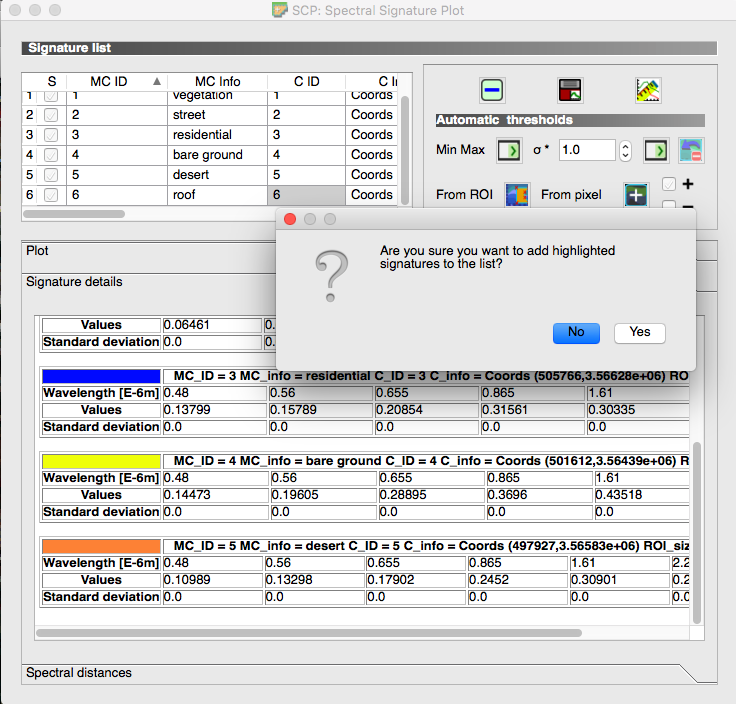 SCP: Spectral Signature Plot
Signature list
S MC ID MC Info C ID C I
1 1 vegetation 1 Coords
2 2 street 2 Coords
3 3 residential 3 Coords
4 4 bare ground 4 Coords
5 5 desert 5 Coords
6 6 roof 6 Coords
Automatic thresholds
Min Max σ * 1.0
From ROI From pixel +
Are you sure you want to add highlighted
signatures to the list?
No Yes
Plot
Signature details
Values 0.06461 0.
Standard deviation 0.0 0.
MC_ID = 3 MC_info = residential C_ID = 3 C_info = Coords (505766,3.56628e+06) RO
Wavelength [E-6m] 0.48 0.56 0.655 0.865 1.61
Values 0.13799 0.15789 0.20854 0.31561 0.30335
Standard deviation 0.0 0.0 0.0 0.0 0.0
MC_ID = 4 MC_info = bare ground C_ID = 4 C_info = Coords (501612,3.56439e+06) R
Wavelength [E-6m] 0.48 0.56 0.655 0.865 1.61
Values 0.14473 0.19605 0.28895 0.3696 0.43518
Standard deviation 0.0 0.0 0.0 0.0 0.0
MC_ID = 5 MC_info = desert C_ID = 5 C_info = Coords (497927,3.56583e+06) ROI_siz
Wavelength [E-6m] 0.48 0.56 0.655 0.865 1.61 2.2
Values 0.10989 0.13298 0.17902 0.2452 0.30901 0.2
Standard deviation 0.0 0.0 0.0 0.0 0.0 0.0
Spectral distances